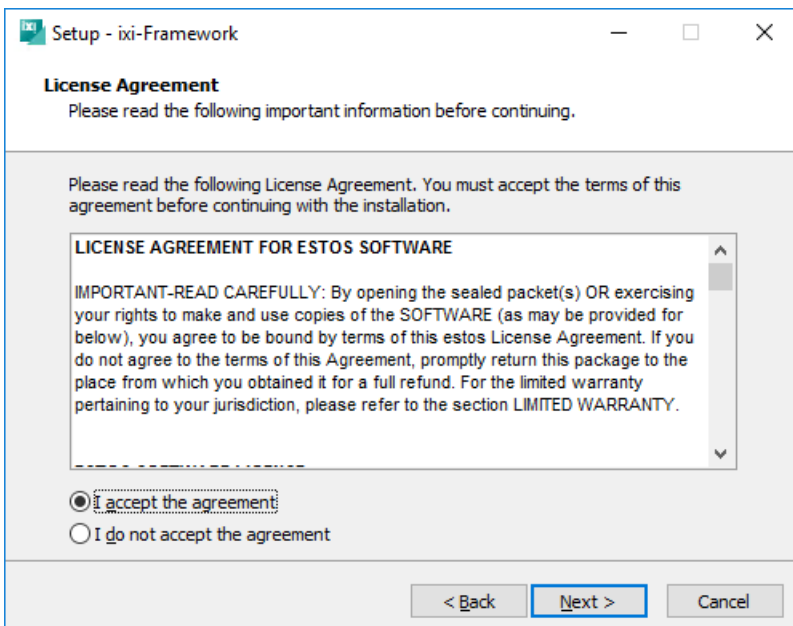 ixi
Setup - ixi-Framework
License Agreement
Please read the following important information before continuing.
Please read the following License Agreement. You must accept the terms of this
agreement before continuing with the installation.
LICENSE AGREEMENT FOR ESTOS SOFTWARE
IMPORTANT-READ CAREFULLY: By opening the sealed packet(s) OR exercising
your rights to make and use copies of the SOFTWARE (as may be provided for
below), you agree to be bound by terms of this estos License Agreement. If you
do not agree to the terms of this Agreement, promptly return this package to the
place from which you obtained it for a full refund. For the limited warranty
pertaining to your jurisdiction, please refer to the section LIMITED WARRANTY.
I accept the agreement
I do not accept the agreement
< Back
Next >
Cancel